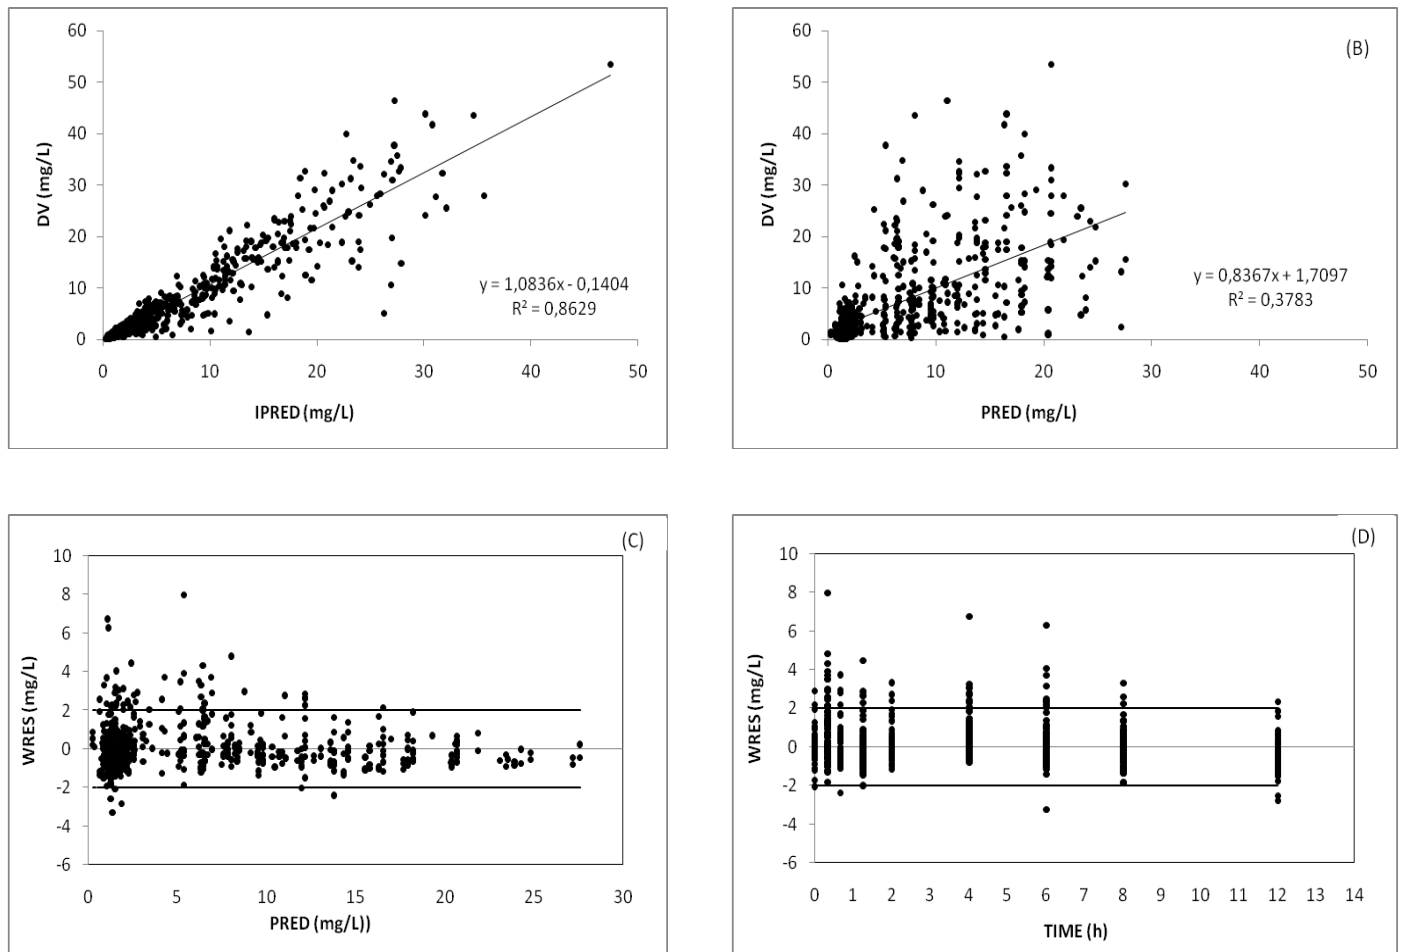 60
50
40
30
20
10
0
DV (mg/L)
y = 1,0836x - 0,1404
R² = 0,8629
0 10 20 30 40 50
IPRED (mg/L)
(B)
60
50
40
30
20
10
0
DV (mg/L)
y = 0,8367x + 1,7097
R² = 0,3783
0 10 20 30 40 50
PRED (mg/L)
(C)
10
8
6
4
2
0
-2
-4
-6
WRES (mg/L)
0 5 10 15 20 25 30
PRED (mg/L))
(D)
10
8
6
4
2
0
-2
-4
-6
WRES (mg/L)
0 1 2 3 4 5 6 7 8 9 10 11 12 13 14
TIME (h)